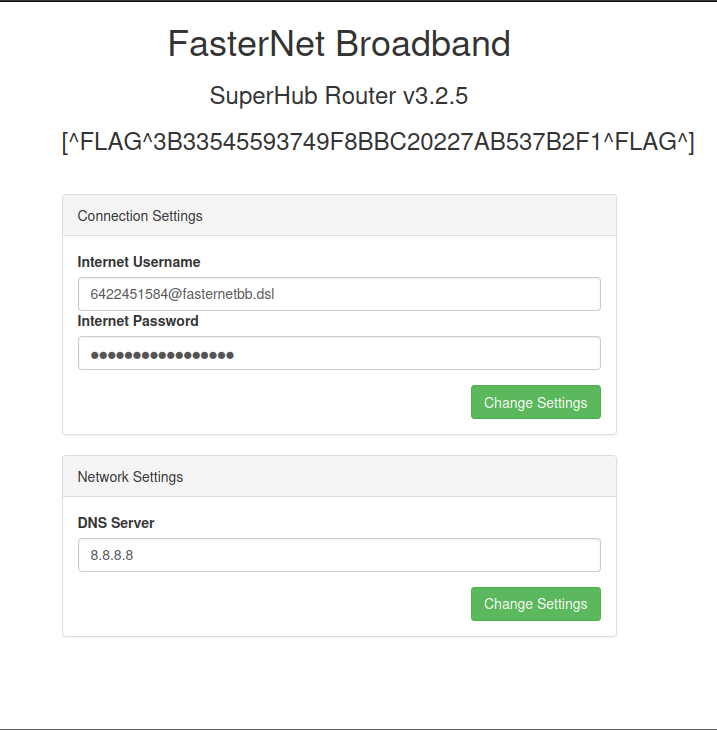 FasterNet Broadband
SuperHub Router v3.2.5
[^FLAG^3B33545593749F8BBC20227AB537B2F1^FLAG^]
Connection Settings
Internet Username
6422451584@fasternetbb.dsl
Internet Password
●●●●●●●●●●●●●●●●●
Change Settings
Network Settings
DNS Server
8.8.8.8
Change Settings